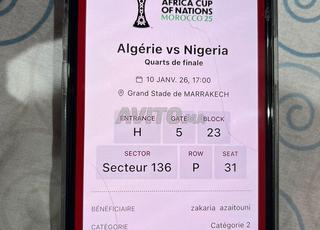 AFRICA CUP
OF NATIONS
MOROCCO 25
Algérie vs Nigeria
Quarts de finale
10 JANV. 26, 17:00
Grand Stade de MARRAKECH
AVITO
ENTRANCE GATE BLOCK
H 5 23
SECTOR ROW SEAT
Secteur 136 P 31
BÉNÉFICIAIRE zakaria azaitouni
CATÉGORIE Catégorie 2